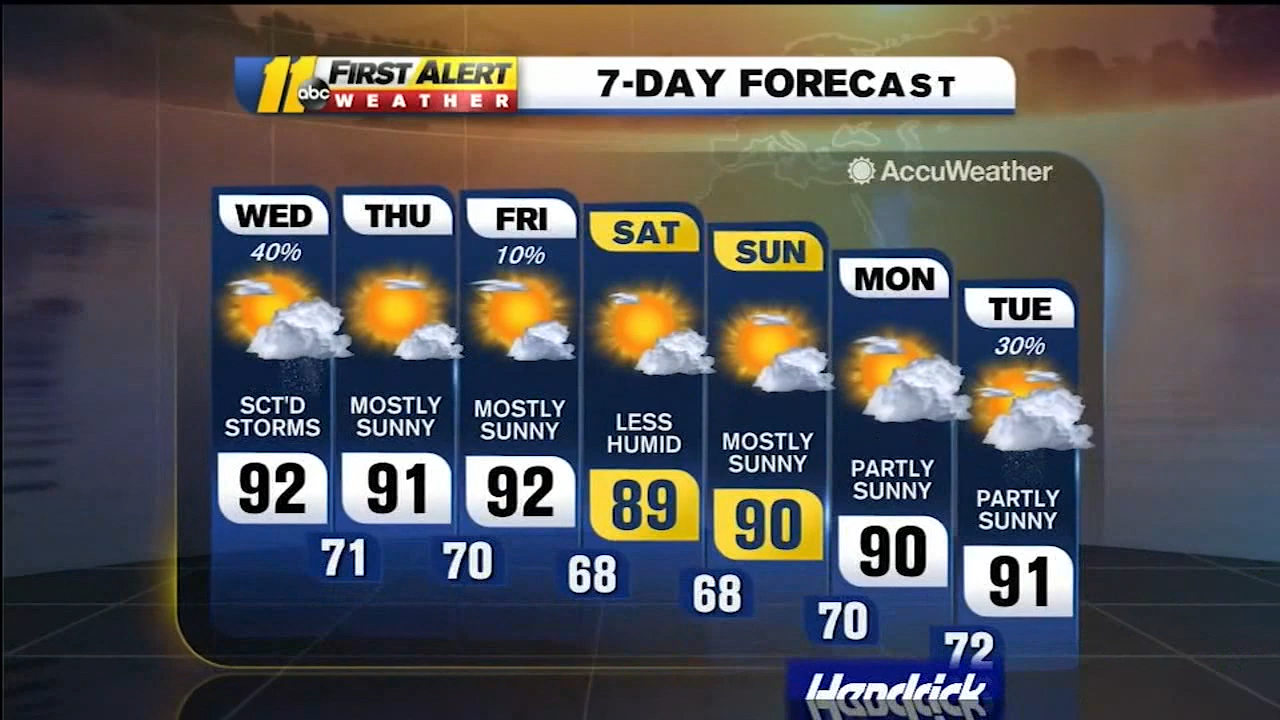 11 abc FIRST ALERT
WEATHER
7-DAY FORECAST
AccuWeather
WED
40%
SCT'D
STORMS
92
71
THU
MOSTLY
SUNNY
91
70
FRI
10%
MOSTLY
SUNNY
92
68
SAT
LESS
HUMID
89
68
SUN
MOSTLY
SUNNY
90
70
MON
PARTLY
SUNNY
90
72
TUE
30%
PARTLY
SUNNY
91
Hendrick